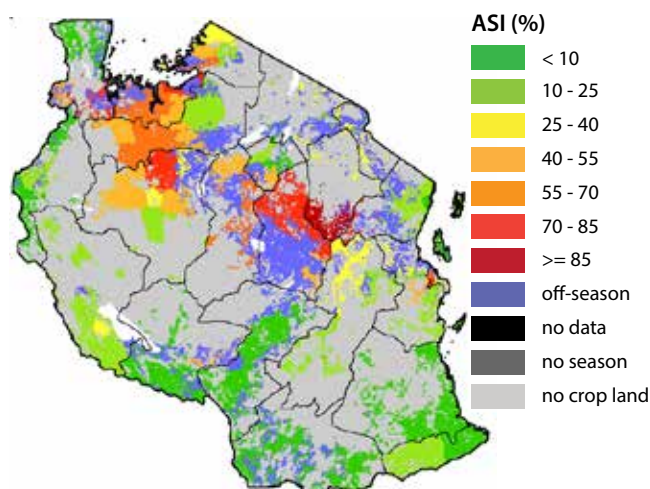 ASI (%)
< 10
10 - 25
25 - 40
40 - 55
55 - 70
70 - 85
>= 85
off-season
no data
no season
no crop land